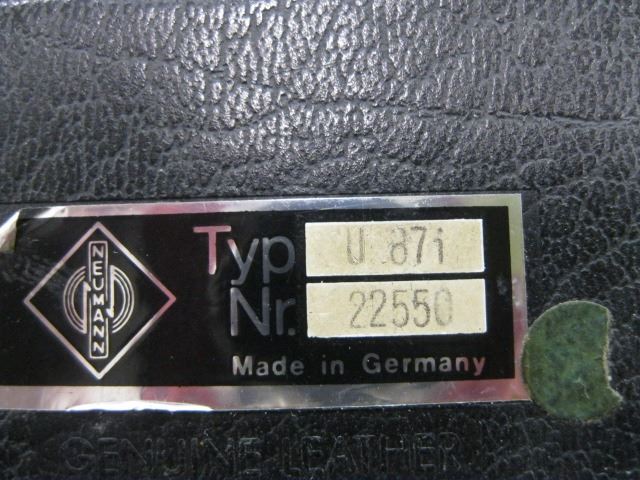 NEUMANN
Typ U 87i
Nr. 22550
Made in Germany
GENUINE LEATHER